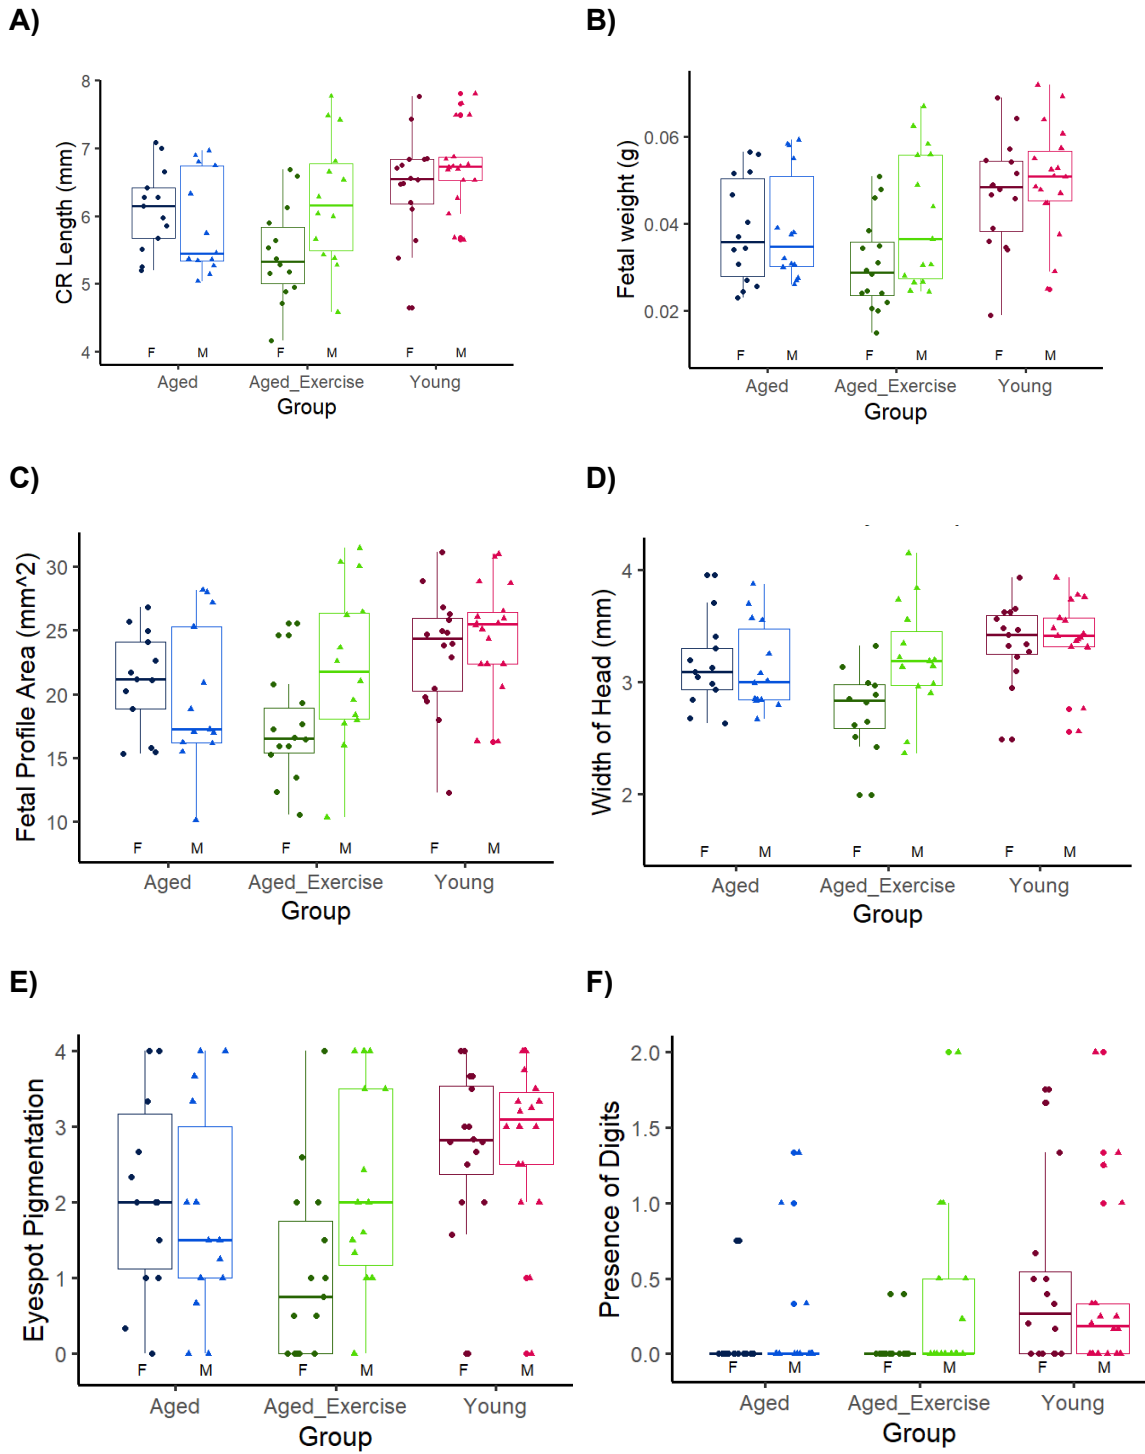 A)
B)
CR Length (mm)
8
7
6
5
4
F M F M F M
Aged Aged_Exercise Young
Group
Fetal weight (g)
0.06
0.04
0.02
F M F M F M
Aged Aged_Exercise Young
Group
C)
D)
Fetal Profile Area (mm^2)
30
25
20
15
10
F M F M F M
Aged Aged_Exercise Young
Group
Width of Head (mm)
4
3
2
F M F M F M
Aged Aged_Exercise Young
Group
E)
F)
Eyespot Pigmentation
4
3
2
1
0
F M F M F M
Aged Aged_Exercise Young
Group
Presence of Digits
2.0
1.5
1.0
0.5
0.0
F M F M F M
Aged Aged_Exercise Young
Group